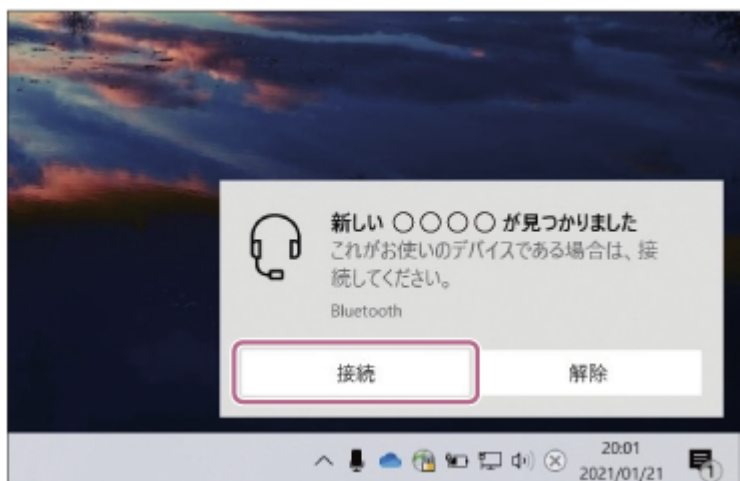 新しい ○○○○ が見つかりました
これがお使いのデバイスである場合は、接
続してください。
Bluetooth
接続
解除
20:01
2021/01/21
1